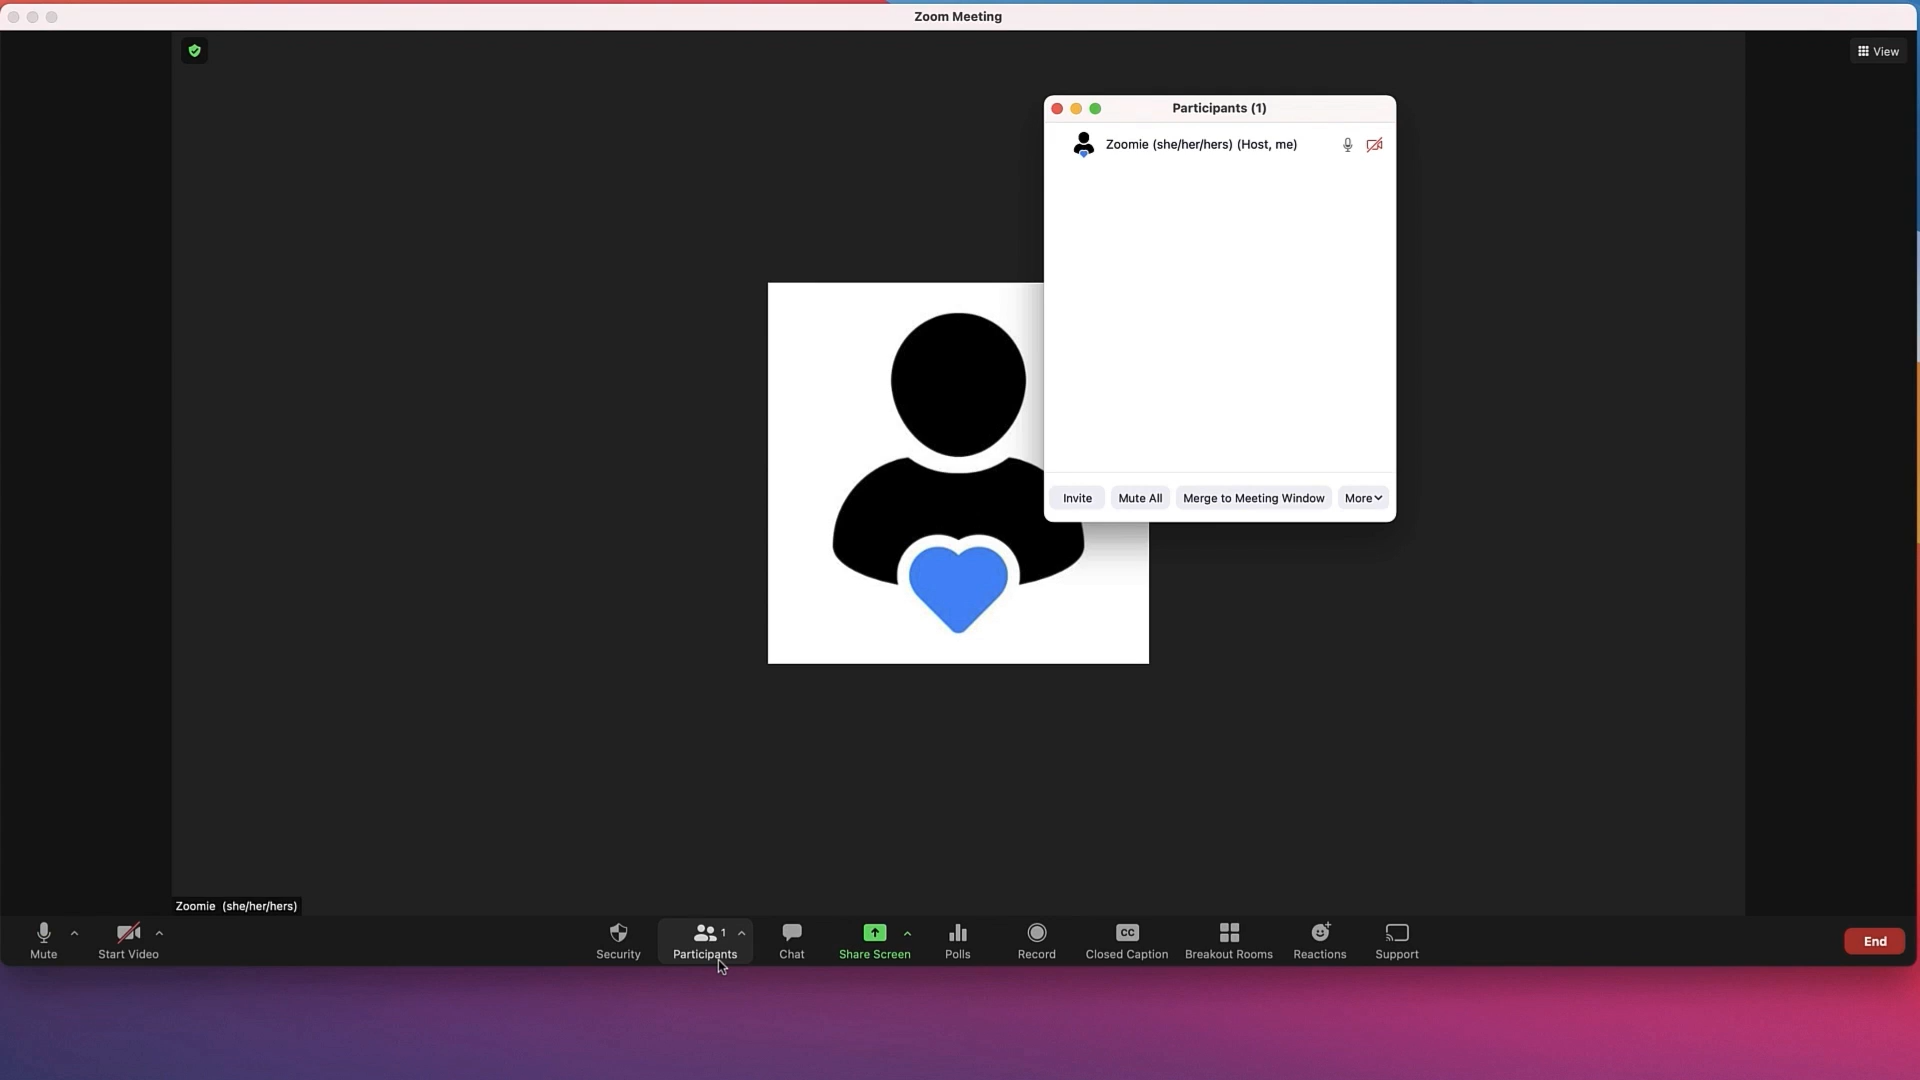 Zoom Meeting
View
Participants (1)
Zoomie (she/her/hers) (Host, me)
Invite
Mute All
Merge to Meeting Window
More
Zoomie (she/her/hers)
Mute
Start Video
Security
1
Participants
Chat
Share Screen
Polls
Record
CC
Closed Caption
Breakout Rooms
Reactions
Support
End